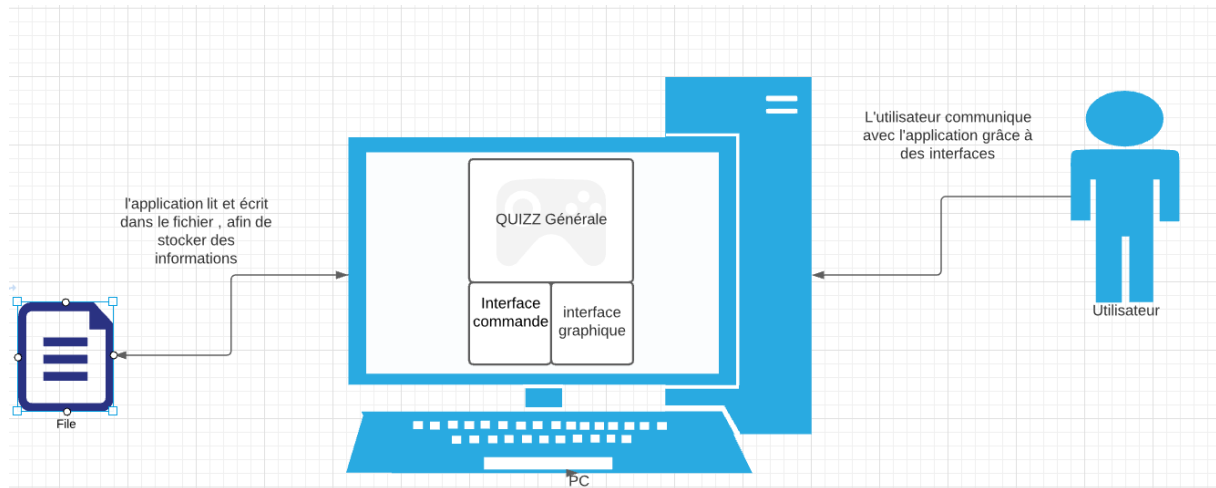 l'application lit et écrit
dans le fichier , afin de
stocker des
informations
File
QUIZZ Générale
Interface
commande
interface
graphique
PC
L'utilisateur communique
avec l'application grâce à
des interfaces
Utilisateur